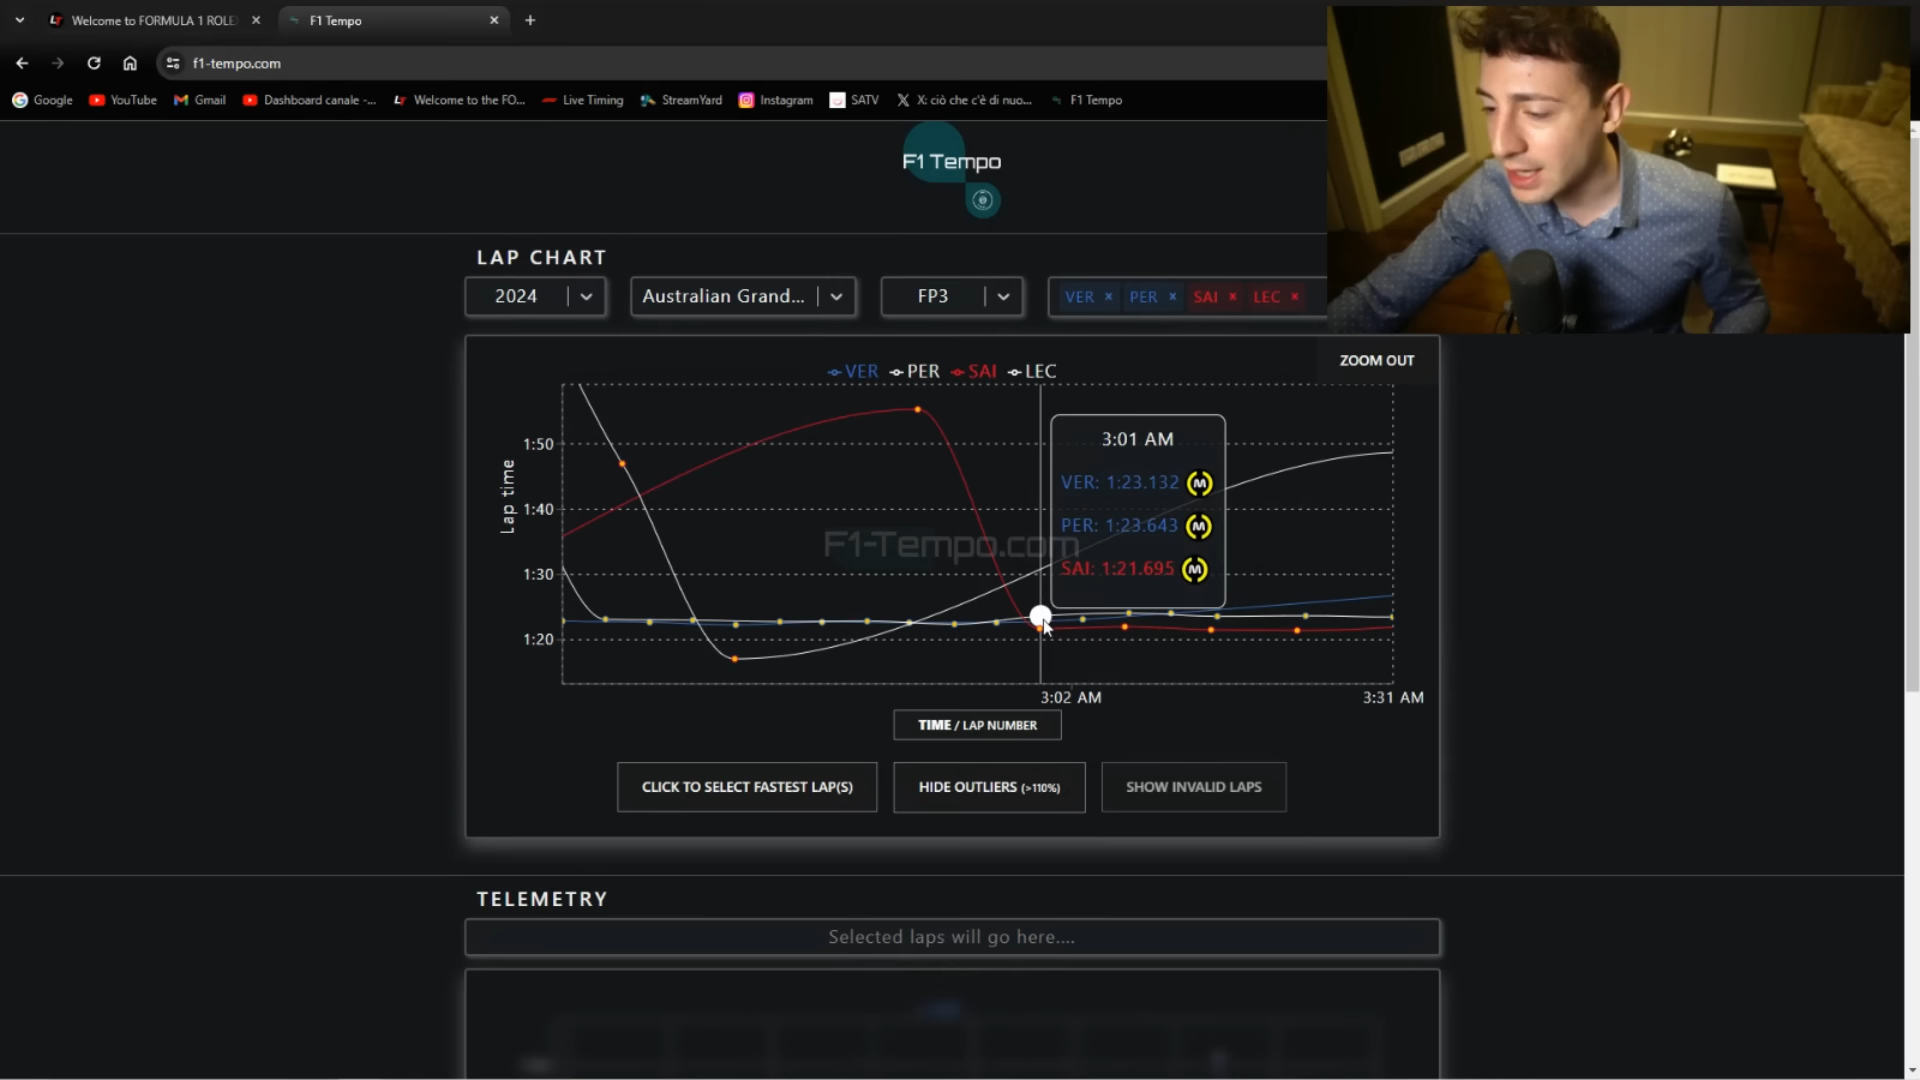 Welcome to FORMULA 1 ROLE
F1 Tempo
f1-tempo.com
Google
YouTube
Gmail
Dashboard canale -...
Welcome to the FO...
Live Timing
StreamYard
Instagram
SATV
X: ciò che c'è di nuo...
F1 Tempo
F1 Tempo
LAP CHART
2024
Australian Grand...
FP3
VER × PER × SAI × LEC ×
VER PER SAI LEC
ZOOM OUT
Lap time
1:50
1:40
1:30
1:20
F1-Tempo.com
3:01 AM
VER: 1:23.132 M
PER: 1:23.643 M
SAI: 1:21.695 M
3:02 AM
3:31 AM
TIME / LAP NUMBER
CLICK TO SELECT FASTEST LAP(S)
HIDE OUTLIERS (>110%)
SHOW INVALID LAPS
TELEMETRY
Selected laps will go here....